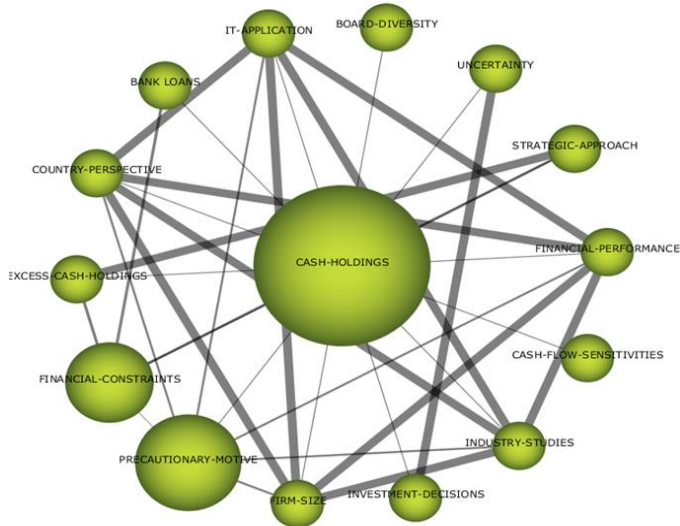 BOARD-DIVERSITY
IT-APPLICATION
UNCERTAINTY
BANK LOANS
STRATEGIC-APPROACH
COUNTRY-PERSPECTIVE
FINANCIAL-PERFORMANCE
CASH-HOLDINGS
EXCESS-CASH-HOLDINGS
CASH-FLOW-SENSITIVITIES
FINANCIAL-CONSTRAINTS
INDUSTRY-STUDIES
PRECAUTIONARY-MOTIVE
INVESTMENT-DECISIONS
FIRM-SIZE